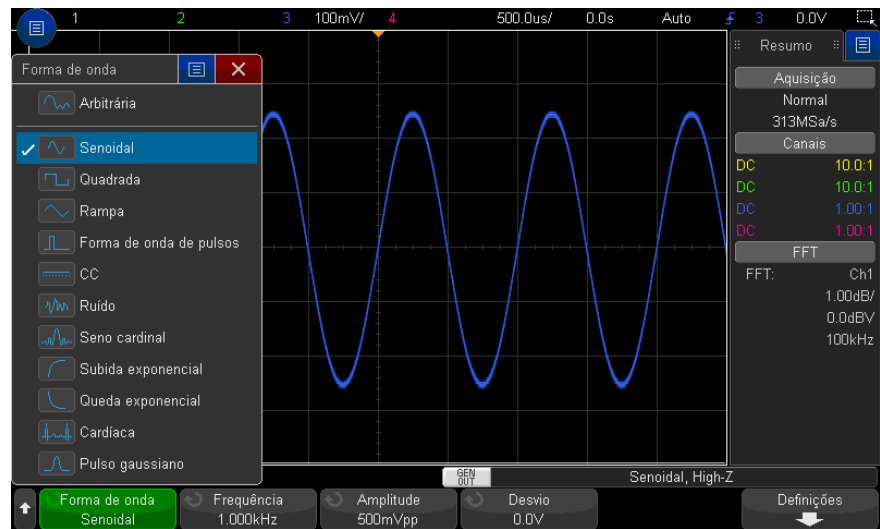 1 2 3 100mV/ 4 500.0us/ 0.0s Auto 3 0.0V
Forma de onda
Arbitrária
Senoidal
Quadrada
Rampa
Forma de onda de pulsos
CC
Ruído
Seno cardinal
Subida exponencial
Queda exponencial
Cardíaca
Pulso gaussiano
Resumo
Aquisição
Normal
313MSa/s
Canais
DC 10.0:1
DC 10.0:1
DC 1.00:1
DC 1.00:1
FFT
FFT: Ch1
1.00dB/
0.0dBV
100kHz
GEN OUT Senoidal, High-Z
Forma de onda Frequência Amplitude Desvio Definições
Senoidal 1.000kHz 500mVpp 0.0V